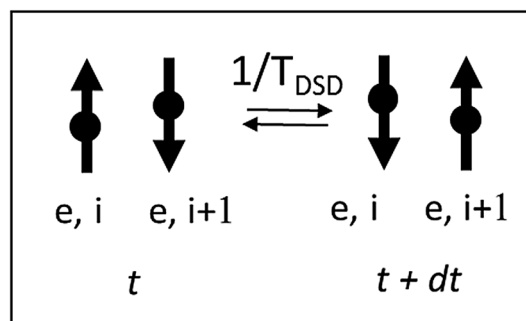 1/T_DSD
e, i e, i+1 e, i e, i+1
t t + dt